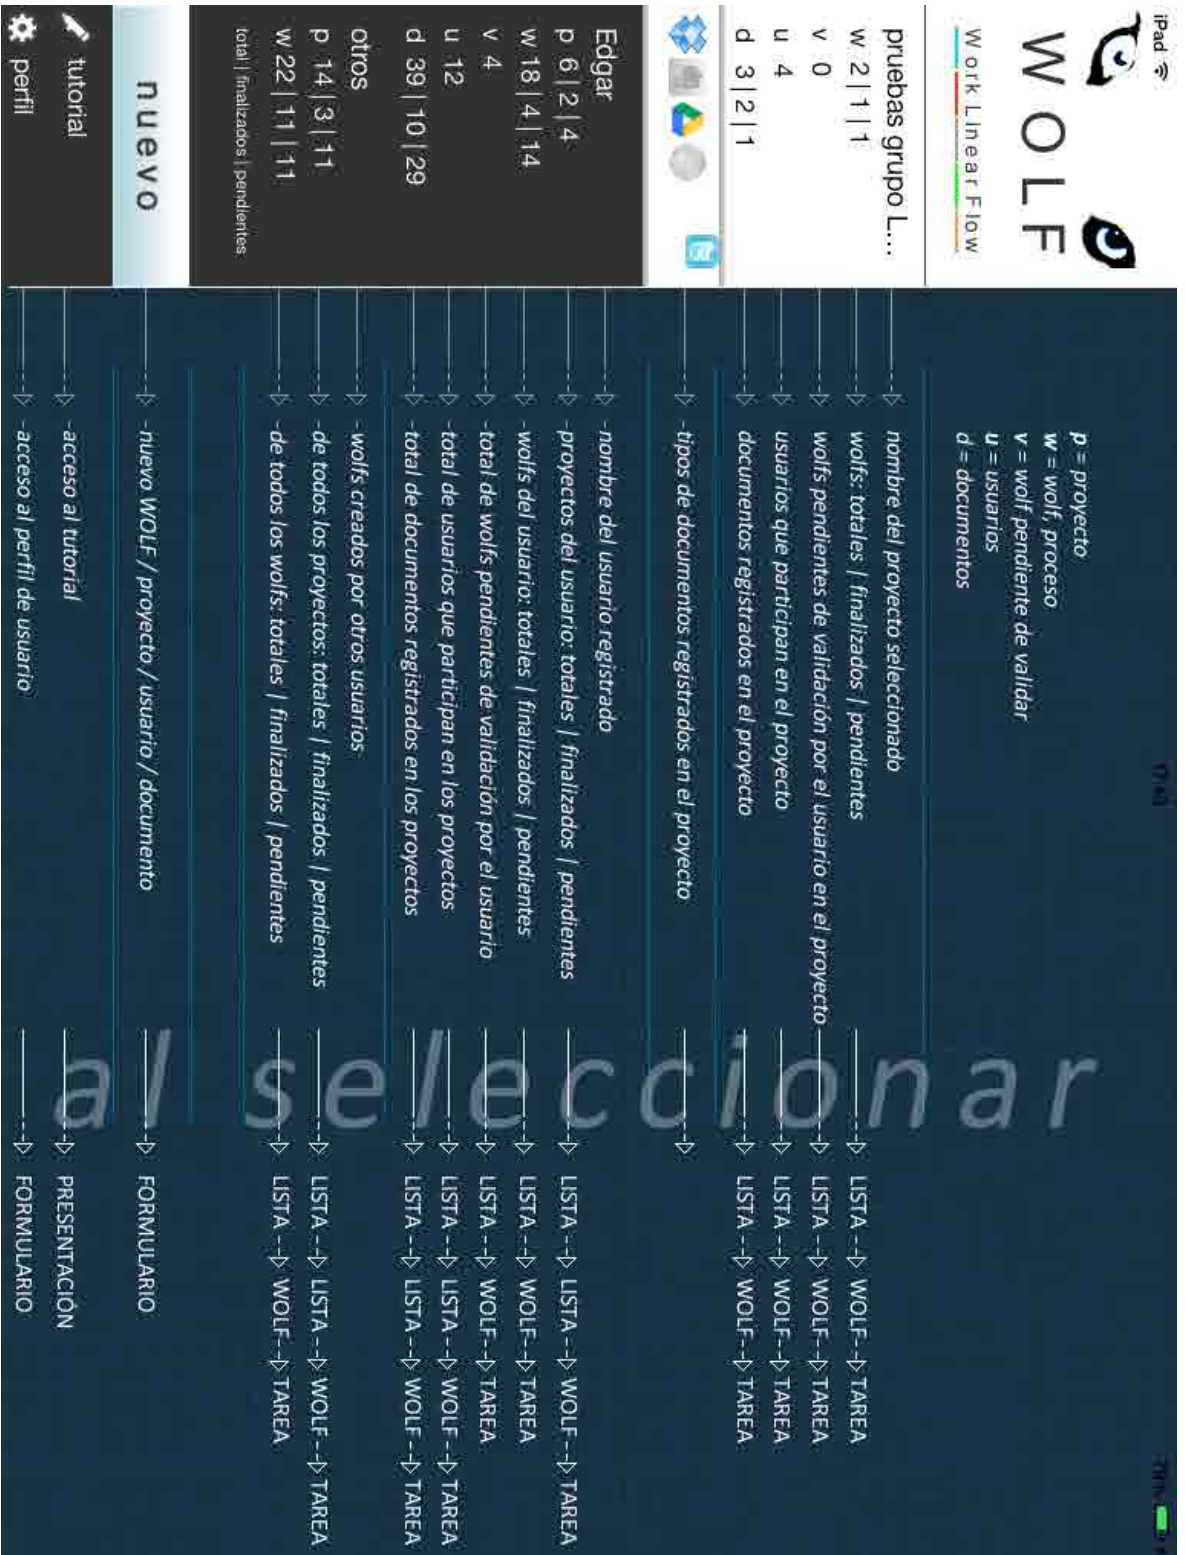 iPad
W O L F
W ork L inear F low
p = proyecto
w = wolf, proceso
v = wolf pendiente de validar
u = usuarios
d = documentos
pruebas grupo L...
nombre del proyecto seleccionado
w 2 | 1 | 1
wolfs: totales | finalizados | pendientes
LISTA --> WOLF--> TAREA
v 0
wolfs pendientes de validación por el usuario en el proyecto
LISTA --> WOLF--> TAREA
u 4
usuarios que participan en el proyecto
LISTA --> WOLF--> TAREA
d 3 | 2 | 1
documentos registrados en el proyecto
LISTA --> WOLF--> TAREA
-tipos de documentos registrados en el proyecto
Edgar
-nombre del usuario registrado
p 6 | 2 | 4
-proyectos del usuario: totales | finalizados | pendientes
LISTA --> LISTA --> WOLF --> TAREA
w 18 | 4 | 14
-wolfs del usuario: totales | finalizados | pendientes
LISTA --> WOLF--> TAREA
v 4
-total de wolfs pendientes de validación por el usuario
LISTA --> WOLF--> TAREA
u 12
-total de usuarios que participan en los proyectos
LISTA --> LISTA --> WOLF --> TAREA
d 39 | 10 | 29
-total de documentos registrados en los proyectos
LISTA --> LISTA --> WOLF --> TAREA
otros
-wolfs creados por otros usuarios
p 14 | 3 | 11
-de todos los proyectos: totales | finalizados | pendientes
LISTA --> LISTA --> WOLF --> TAREA
w 22 | 11 | 11
-de todos los wolfs: totales | finalizados | pendientes
LISTA --> WOLF--> TAREA
total | finalizados | pendientes
nuevo
-nuevo WOLF / proyecto / usuario / documento
FORMULARIO
tutorial
-acceso al tutorial
PRESENTACIÓN
perfil
-acceso al perfil de usuario
FORMULARIO
al seleccionar